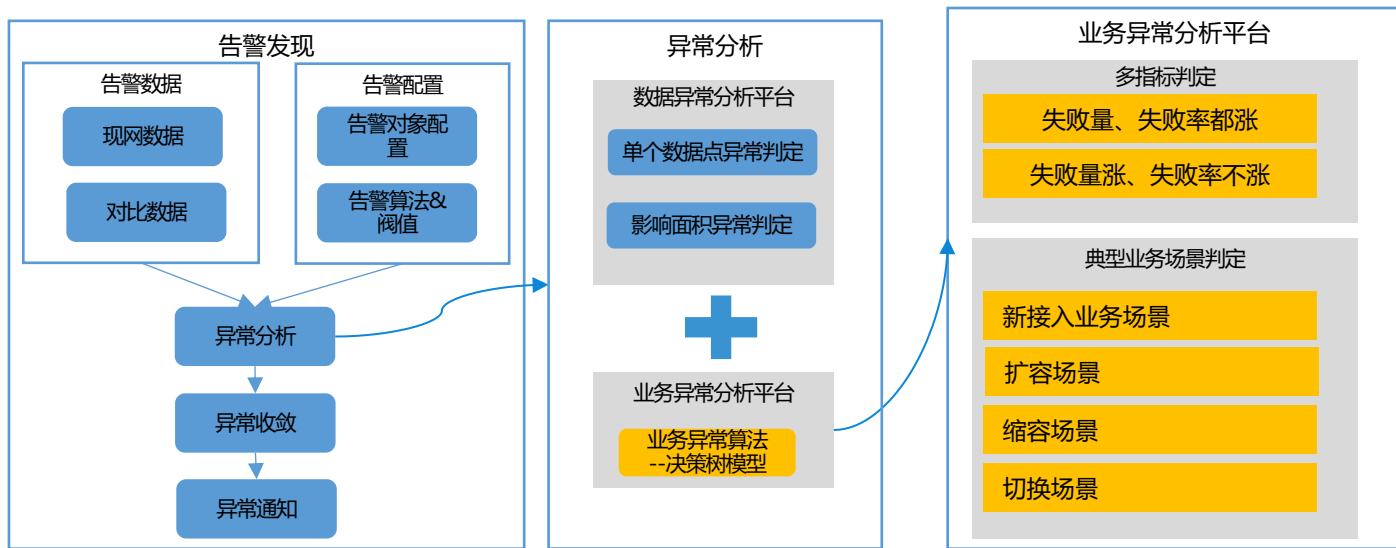 告警发现
告警数据
现网数据
对比数据
告警配置
告警对象配
置
告警算法&
阀值
异常分析
异常收敛
异常通知
异常分析
数据异常分析平台
单个数据点异常判定
影响面积异常判定
业务异常分析平台
业务异常算法
--决策树模型
业务异常分析平台
多指标判定
失败量、失败率都涨
失败量涨、失败率不涨
典型业务场景判定
新接入业务场景
扩容场景
缩容场景
切换场景